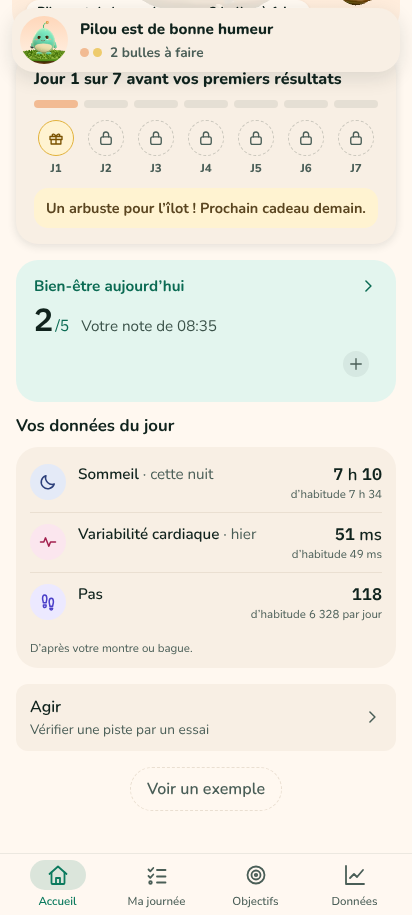 Pilou est de bonne humeur
2 bulles à faire
Jour 1 sur 7 avant vos premiers résultats
J1 J2 J3 J4 J5 J6 J7
Un arbuste pour l’îlot ! Prochain cadeau demain.
Bien-être aujourd’hui
2/5 Votre note de 08:35
Vos données du jour
Sommeil · cette nuit 7 h 10
d’habitude 7 h 34
Variabilité cardiaque · hier 51 ms
d’habitude 49 ms
Pas 118
d’habitude 6 328 par jour
D’après votre montre ou bague.
Agir
Vérifier une piste par un essai
Voir un exemple
Accueil Ma journée Objectifs Données